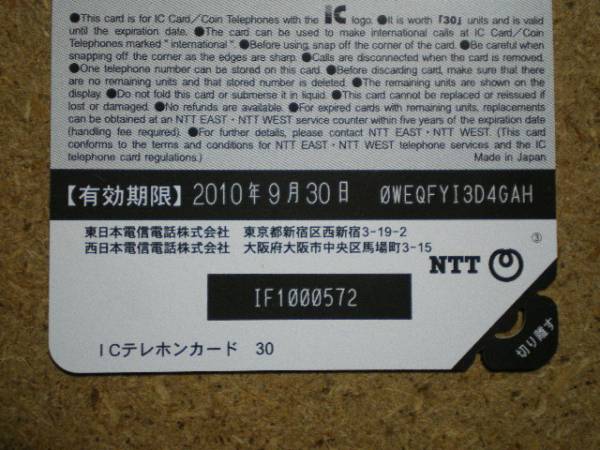 ●This card is for IC Card／Coin Telephones with the IC logo. ●It is worth「30」units and is valid
until the expiration date. ●The card can be used to make international calls at IC Card／Coin
Telephones marked " international ". ●Before using, snap off the corner of the card. ●Be careful when
snapping off the corner as the edges are sharp. ●Calls are disconnected when the card is removed.
●One telephone number can be stored on this card. ●Before discarding card, make sure that there
are no remaining units and that stored number is deleted. ●The remaining units are shown on the
display. ●Do not fold this card or submerse it in liquid. ●This card cannot be replaced or reissued if
lost or damaged. ●No refunds are available. ●For expired cards with remaining units, replacements
can be obtained at an NTT EAST・NTT WEST service counter within five years of the expiration date
(handling fee required). ●For further details, please contact NTT EAST・NTT WEST. (This card
conforms to the terms and conditions for NTT EAST・NTT WEST telephone services and the IC
telephone card regulations.)
Made in Japan
【有効期限】2010年9月30日 0WEQFYI3D4GAH
東日本電信電話株式会社 東京都新宿区西新宿3-19-2
西日本電信電話株式会社 大阪府大阪市中央区馬場町3-15
③
NTT
IF1000572
切り離す
ICテレホンカード 30